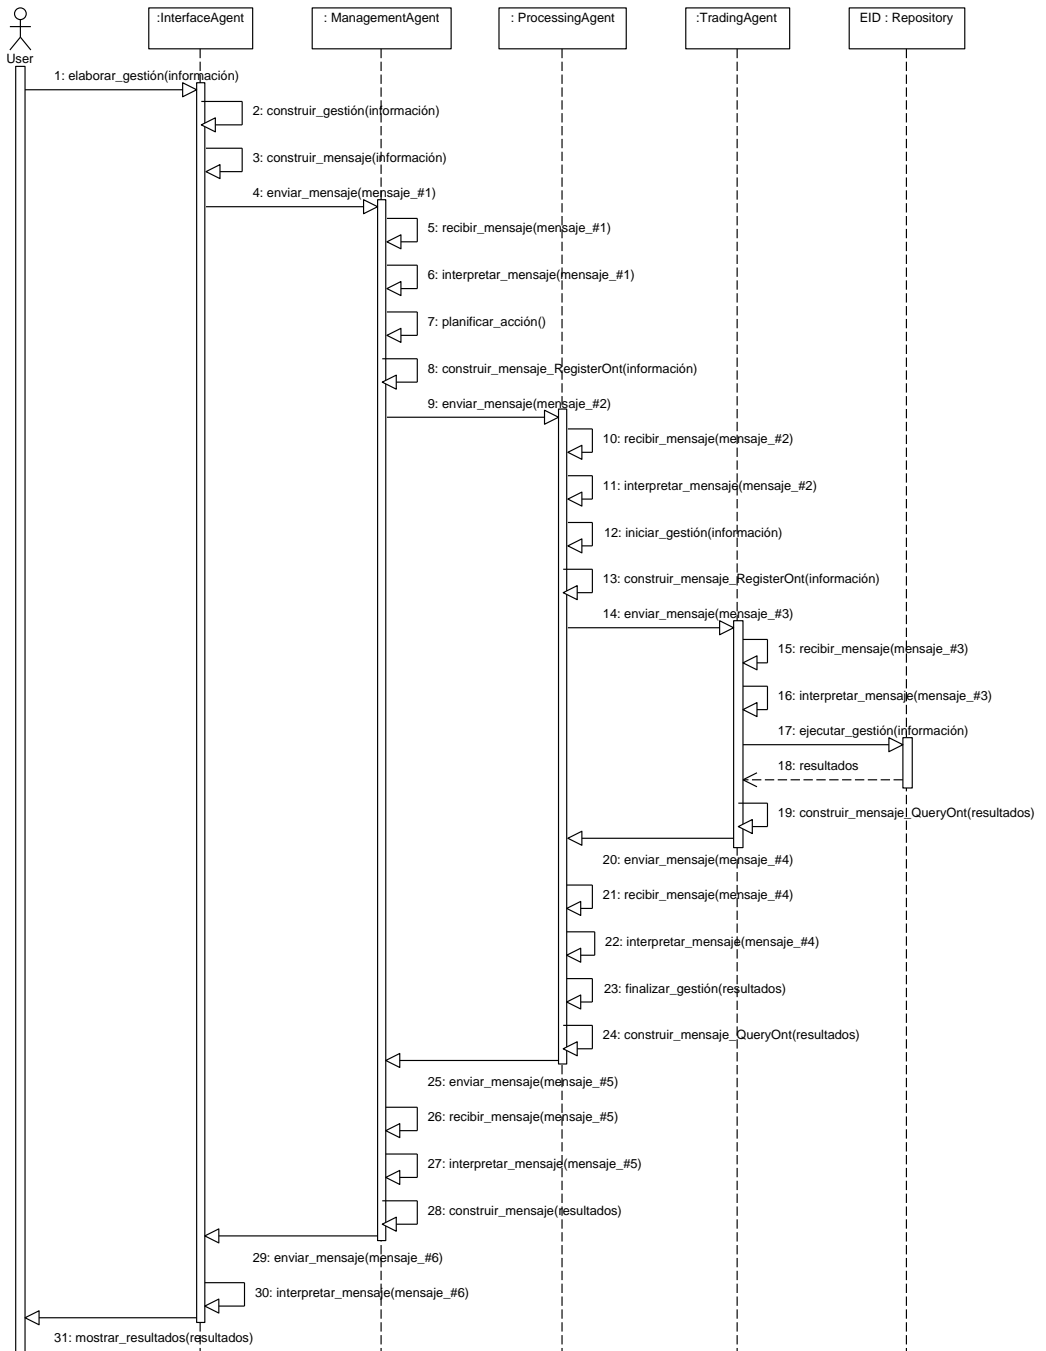 :InterfaceAgent
: ManagementAgent
: ProcessingAgent
:TradingAgent
EID : Repository
User
1: elaborar_gestión(información)
2: construir_gestión(información)
3: construir_mensaje(información)
4: enviar_mensaje(mensaje_#1)
5: recibir_mensaje(mensaje_#1)
6: interpretar_mensaje(mensaje_#1)
7: planificar_acción()
8: construir_mensaje_RegisterOnt(información)
9: enviar_mensaje(mensaje_#2)
10: recibir_mensaje(mensaje_#2)
11: interpretar_mensaje(mensaje_#2)
12: iniciar_gestión(información)
13: construir_mensaje_RegisterOnt(información)
14: enviar_mensaje(mensaje_#3)
15: recibir_mensaje(mensaje_#3)
16: interpretar_mensaje(mensaje_#3)
17: ejecutar_gestión(información)
18: resultados
19: construir_mensaje_QueryOnt(resultados)
20: enviar_mensaje(mensaje_#4)
21: recibir_mensaje(mensaje_#4)
22: interpretar_mensaje(mensaje_#4)
23: finalizar_gestión(resultados)
24: construir_mensaje_QueryOnt(resultados)
25: enviar_mensaje(mensaje_#5)
26: recibir_mensaje(mensaje_#5)
27: interpretar_mensaje(mensaje_#5)
28: construir_mensaje(resultados)
29: enviar_mensaje(mensaje_#6)
30: interpretar_mensaje(mensaje_#6)
31: mostrar_resultados(resultados)